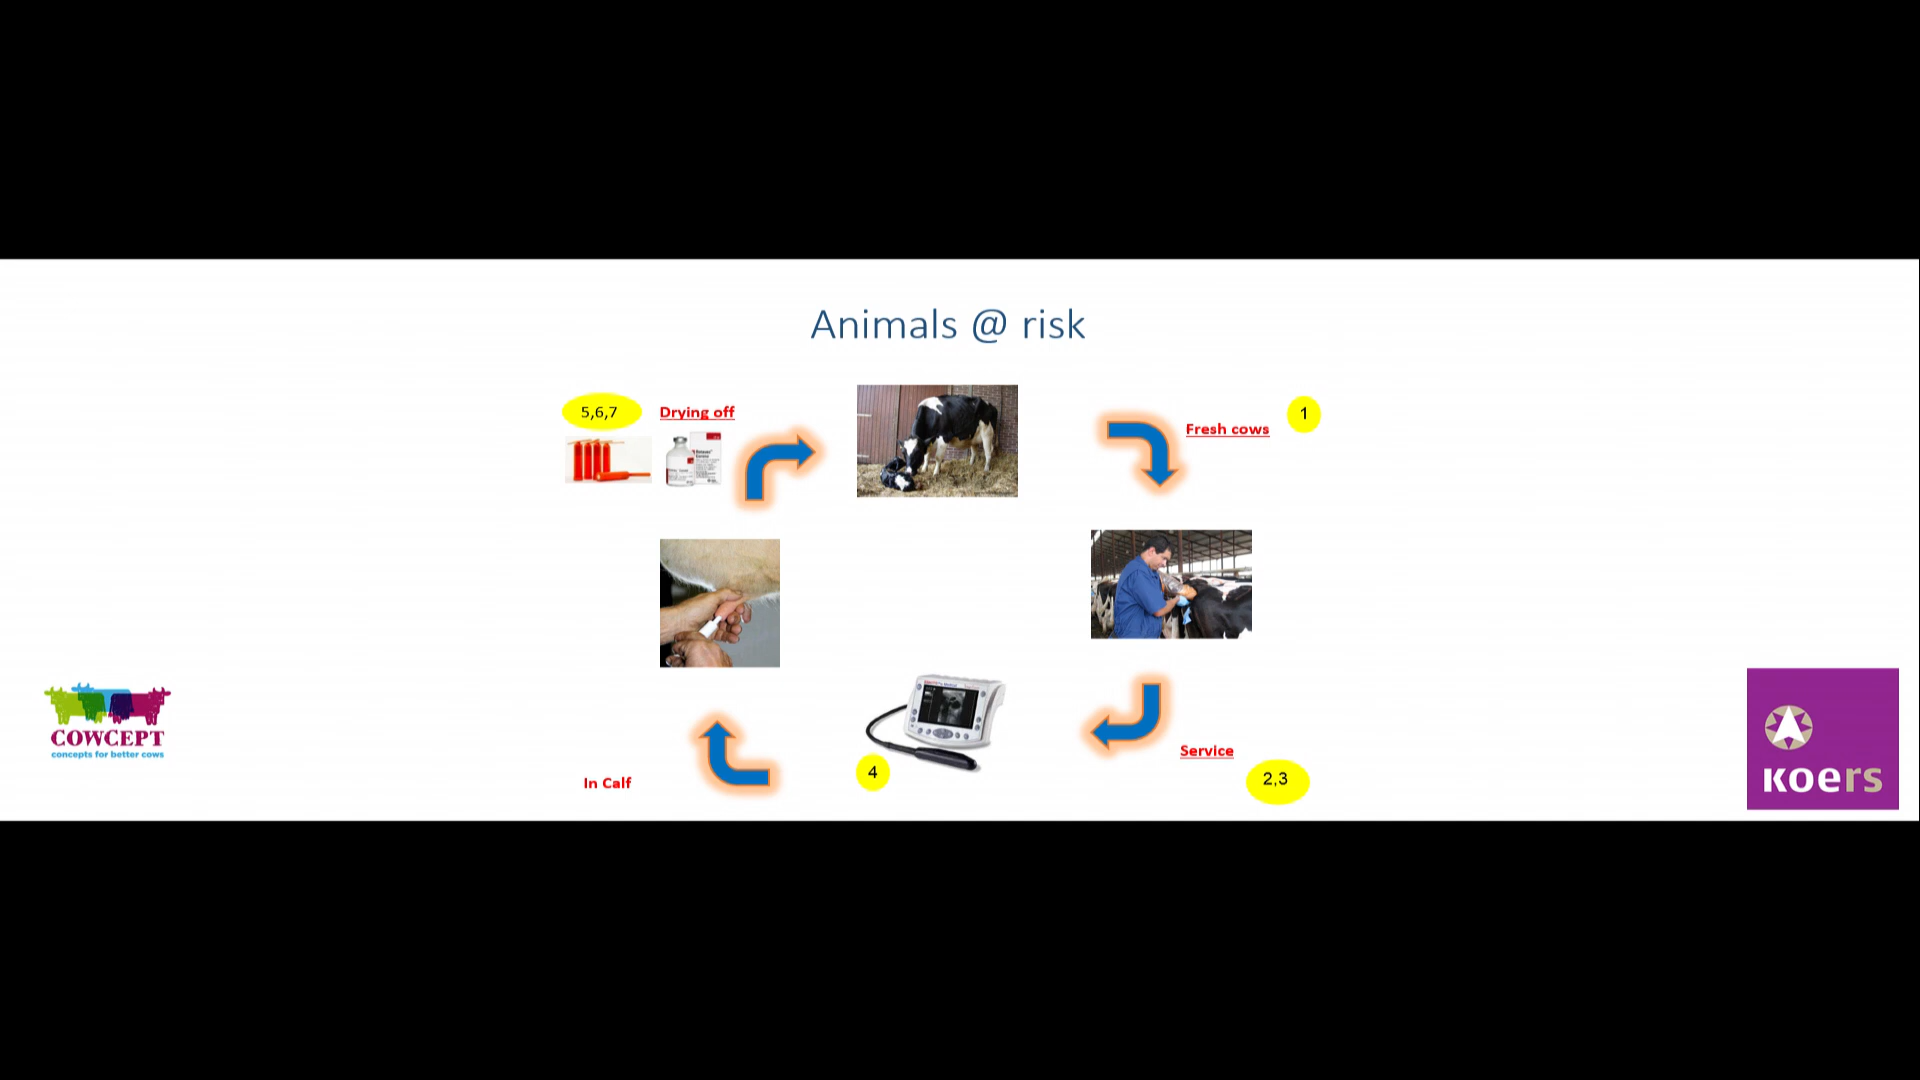 Animals @ risk
5,6,7
Drying off
Fresh cows
1
4
In Calf
Service
2,3
COWCEPT
concepts for better cows
KOERS